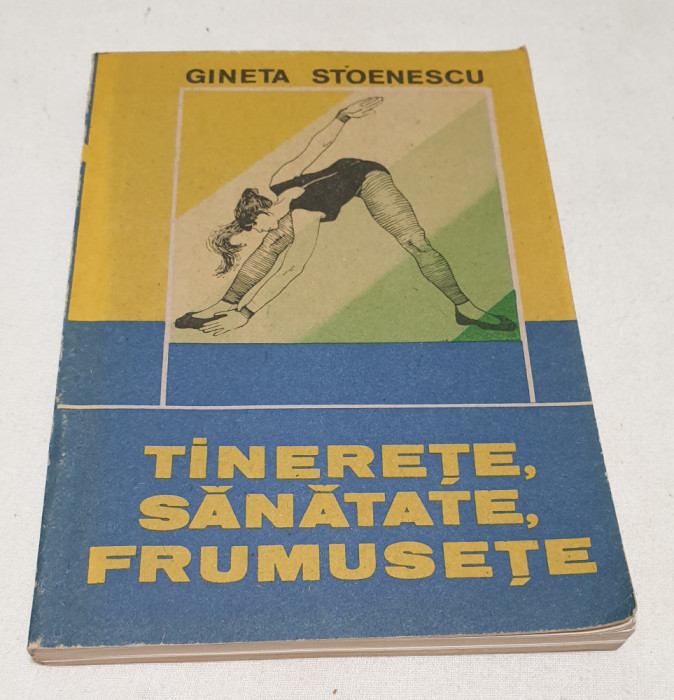 GINETA STOENESCU
TINEREȚE,
SĂNĂTATE,
FRUMUSEȚE